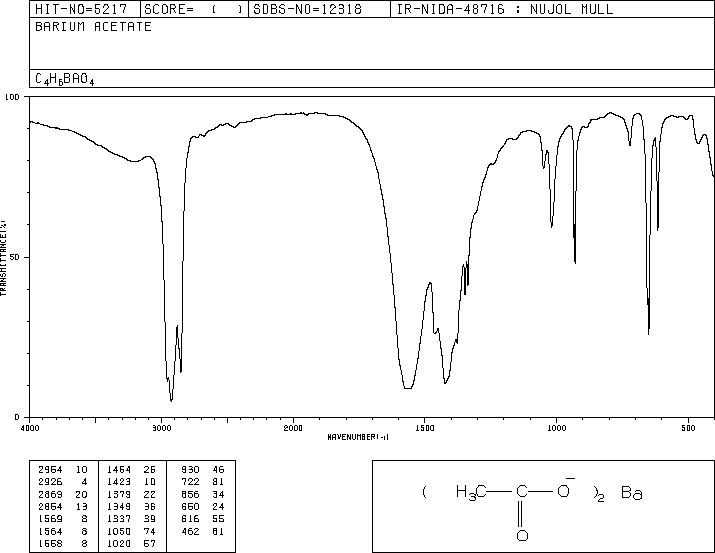 HIT-NO=5217 SCORE= ( ) SDBS-NO=12318 IR-NIDA-48716 : NUJOL MULL
BARIUM ACETATE
C4H6BAO4
100
50
0
TRANSMITTANCE(%)
4000 3000 2000 1500 1000 500
WAVENUMBER(-1)
2954 10 1464 26 930 46
2926 4 1423 10 722 81
2869 20 1379 22 656 34
2854 13 1349 36 650 24
1569 8 1337 39 616 55
1564 8 1050 74 462 81
1558 8 1020 57
( H3C—C—O− )2 Ba
O